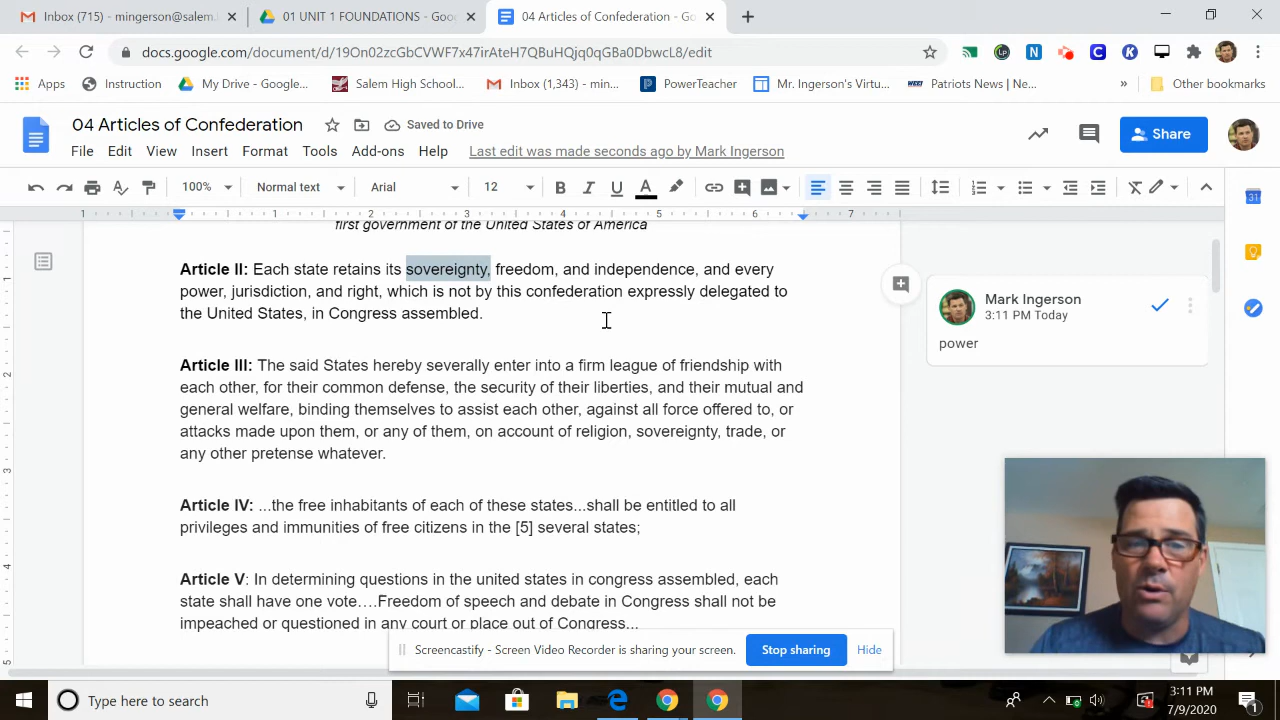 Inbox (715) - mingerson@salem.
01 UNIT 1 FOUNDATIONS - Goo
04 Articles of Confederation - Goo
docs.google.com/document/d/19On02zcGbCVWF7x47irAteH7QBuHQjq0qGBa0DbwcL8/edit
Apps
Instruction
My Drive - Google...
Salem High School...
Inbox (1,343) - min...
PowerTeacher
Mr. Ingerson's Virtu...
Patriots News | Ne...
Other bookmarks
04 Articles of Confederation
Saved to Drive
Share
File Edit View Insert Format Tools Add-ons Help
Last edit was made seconds ago by Mark Ingerson
100% Normal text Arial 12
1 1 2 3 4 5 6 7
first government of the United States of America
Article II: Each state retains its sovereignty, freedom, and independence, and every
power, jurisdiction, and right, which is not by this confederation expressly delegated to
the United States, in Congress assembled.
Article III: The said States hereby severally enter into a firm league of friendship with
each other, for their common defense, the security of their liberties, and their mutual and
general welfare, binding themselves to assist each other, against all force offered to, or
attacks made upon them, or any of them, on account of religion, sovereignty, trade, or
any other pretense whatever.
Article IV: ...the free inhabitants of each of these states...shall be entitled to all
privileges and immunities of free citizens in the [5] several states;
Article V: In determining questions in the united states in congress assembled, each
state shall have one vote....Freedom of speech and debate in Congress shall not be
impeached or questioned in any court or place out of Congress...
Mark Ingerson
3:11 PM Today
power
Screencastify - Screen Video Recorder is sharing your screen.
Stop sharing
Hide
Type here to search
3:11 PM
7/9/2020